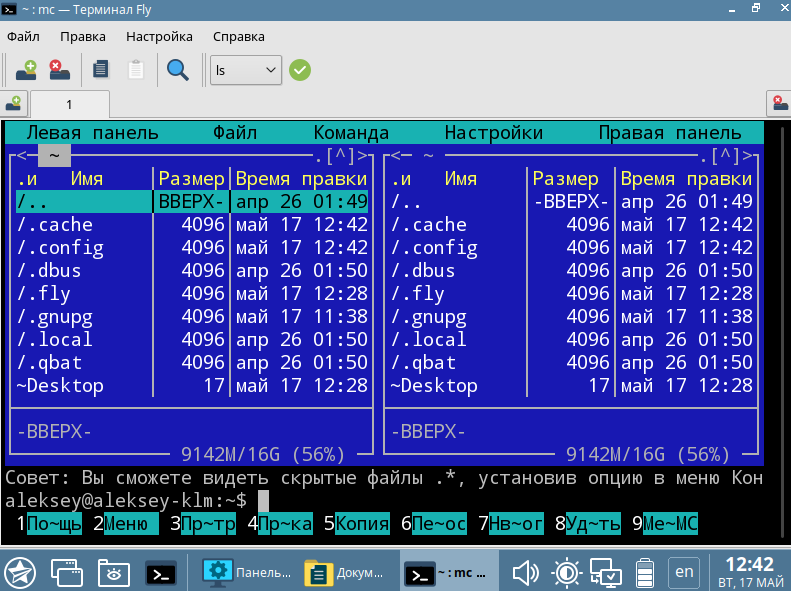 ~ : mc — Терминал Fly
Файл Правка Настройка Справка
ls
1
Левая панель Файл Команда Настройки Правая панель
<─ ~ .[^]> <─ ~ .[^]>
.и Имя Размер Время правки .и Имя Размер Время правки
/.. ВВЕРХ- апр 26 01:49 /.. -ВВЕРХ- апр 26 01:49
/.cache 4096 май 17 12:42 /.cache 4096 май 17 12:42
/.config 4096 май 17 12:42 /.config 4096 май 17 12:42
/.dbus 4096 апр 26 01:50 /.dbus 4096 апр 26 01:50
/.fly 4096 май 17 12:28 /.fly 4096 май 17 12:28
/.gnupg 4096 май 17 11:38 /.gnupg 4096 май 17 11:38
/.local 4096 апр 26 01:50 /.local 4096 апр 26 01:50
/.qbat 4096 апр 26 01:50 /.qbat 4096 апр 26 01:50
~Desktop 17 май 17 12:28 ~Desktop 17 май 17 12:28
-ВВЕРХ- -ВВЕРХ-
9142M/16G (56%) 9142M/16G (56%)
Совет: Вы сможете видеть скрытые файлы .*, установив опцию в меню Кон
aleksey@aleksey-klm:~$
1По~щь 2Меню 3Пр~тр 4Пр~ка 5Копия 6Пе~ос 7Нв~ог 8Уд~ть 9Ме~МС
Панель... Докум... ~ : mc ... en 12:42
ВТ, 17 МАЙ